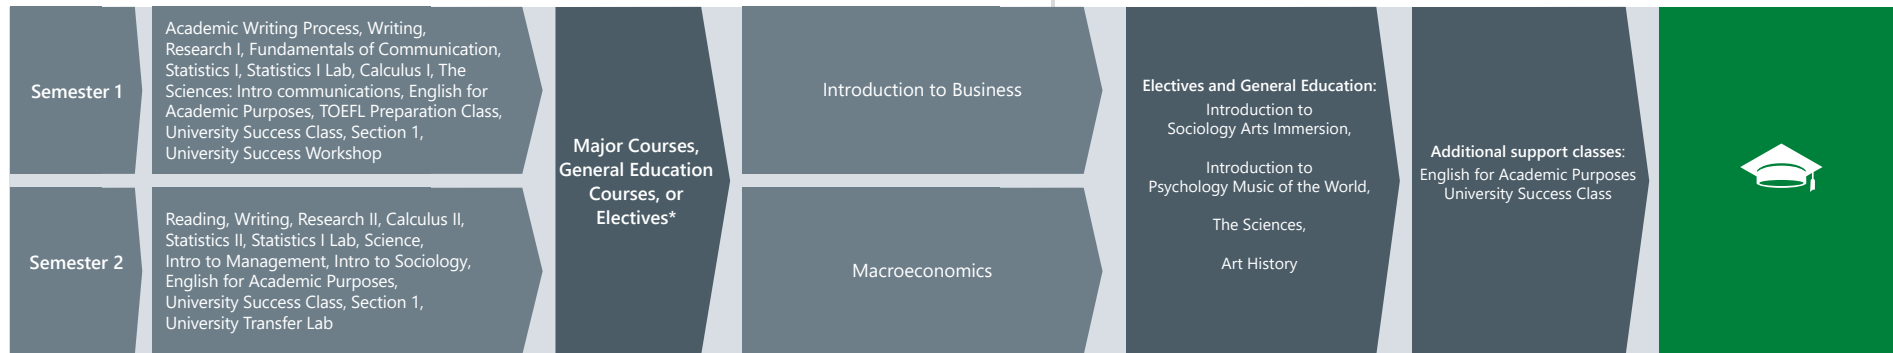 Semester 1
Academic Writing Process, Writing,
Research I, Fundamentals of Communication,
Statistics I, Statistics I Lab, Calculus I, The
Sciences: Intro communications, English for
Academic Purposes, TOEFL Preparation Class,
University Success Class, Section 1,
University Success Workshop
Semester 2
Reading, Writing, Research II, Calculus II,
Statistics II, Statistics I Lab, Science,
Intro to Management, Intro to Sociology,
English for Academic Purposes,
University Success Class, Section 1,
University Transfer Lab
Major Courses,
General Education
Courses, or
Electives*
Introduction to Business
Macroeconomics
Electives and General Education:
Introduction to
Sociology Arts Immersion,
Introduction to
Psychology Music of the World,
The Sciences,
Art History
Additional support classes:
English for Academic Purposes
University Success Class